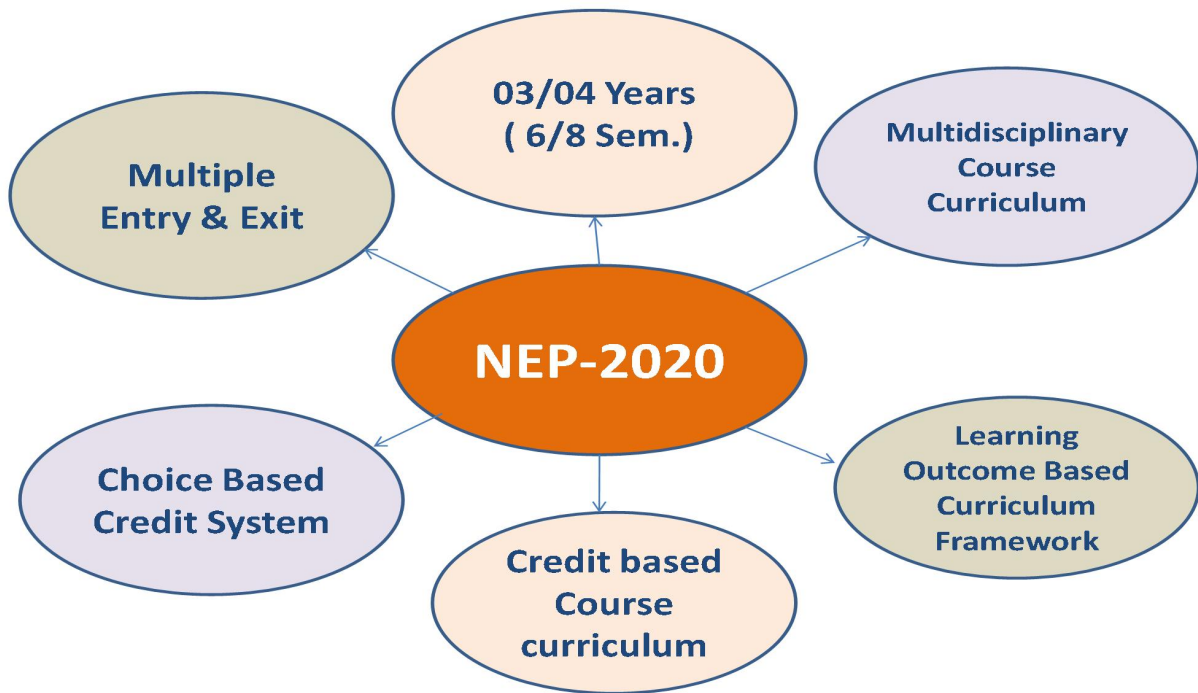 03/04 Years
( 6/8 Sem.)
Multiple
Entry & Exit
Multidisciplinary
Course
Curriculum
NEP-2020
Choice Based
Credit System
Learning
Outcome Based
Curriculum
Framework
Credit based
Course
curriculum